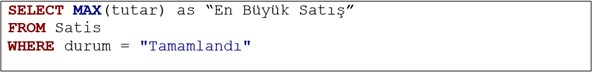 SELECT MAX(tutar) as “En Büyük Satış”
FROM Satis
WHERE durum = "Tamamlandı"